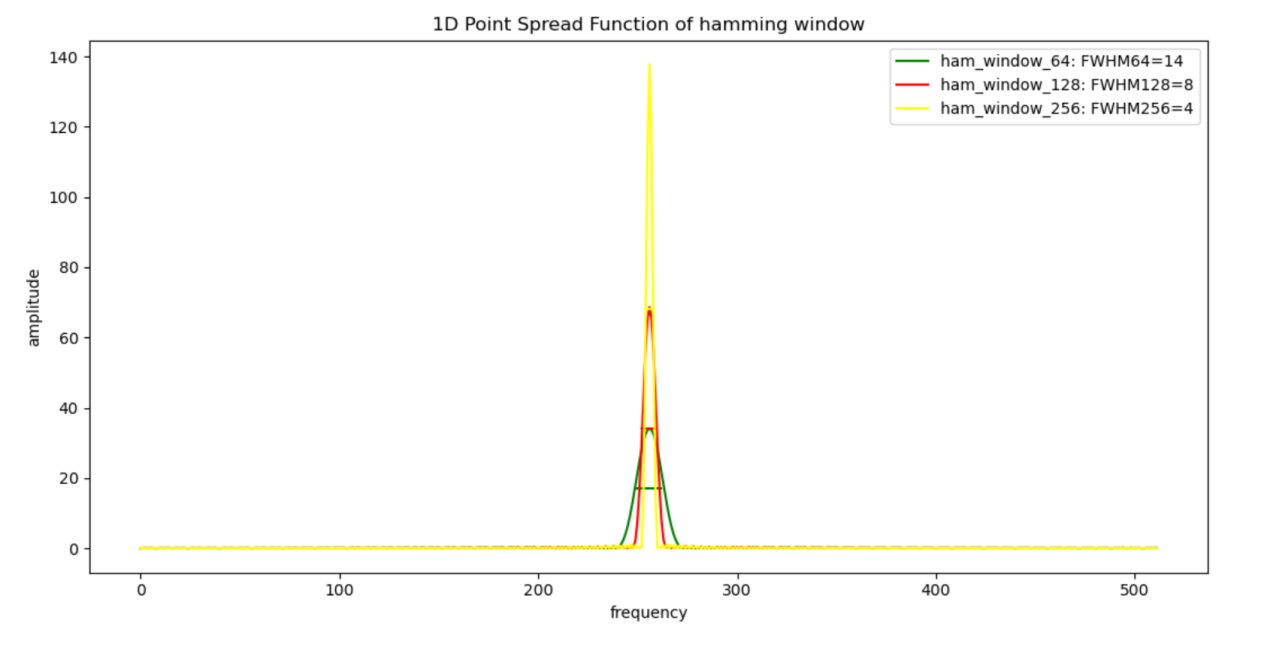 1D Point Spread Function of hamming window
140
120
100
80
60
40
20
0
amplitude
ham_window_64: FWHM64=14
ham_window_128: FWHM128=8
ham_window_256: FWHM256=4
0 100 200 300 400 500
frequency